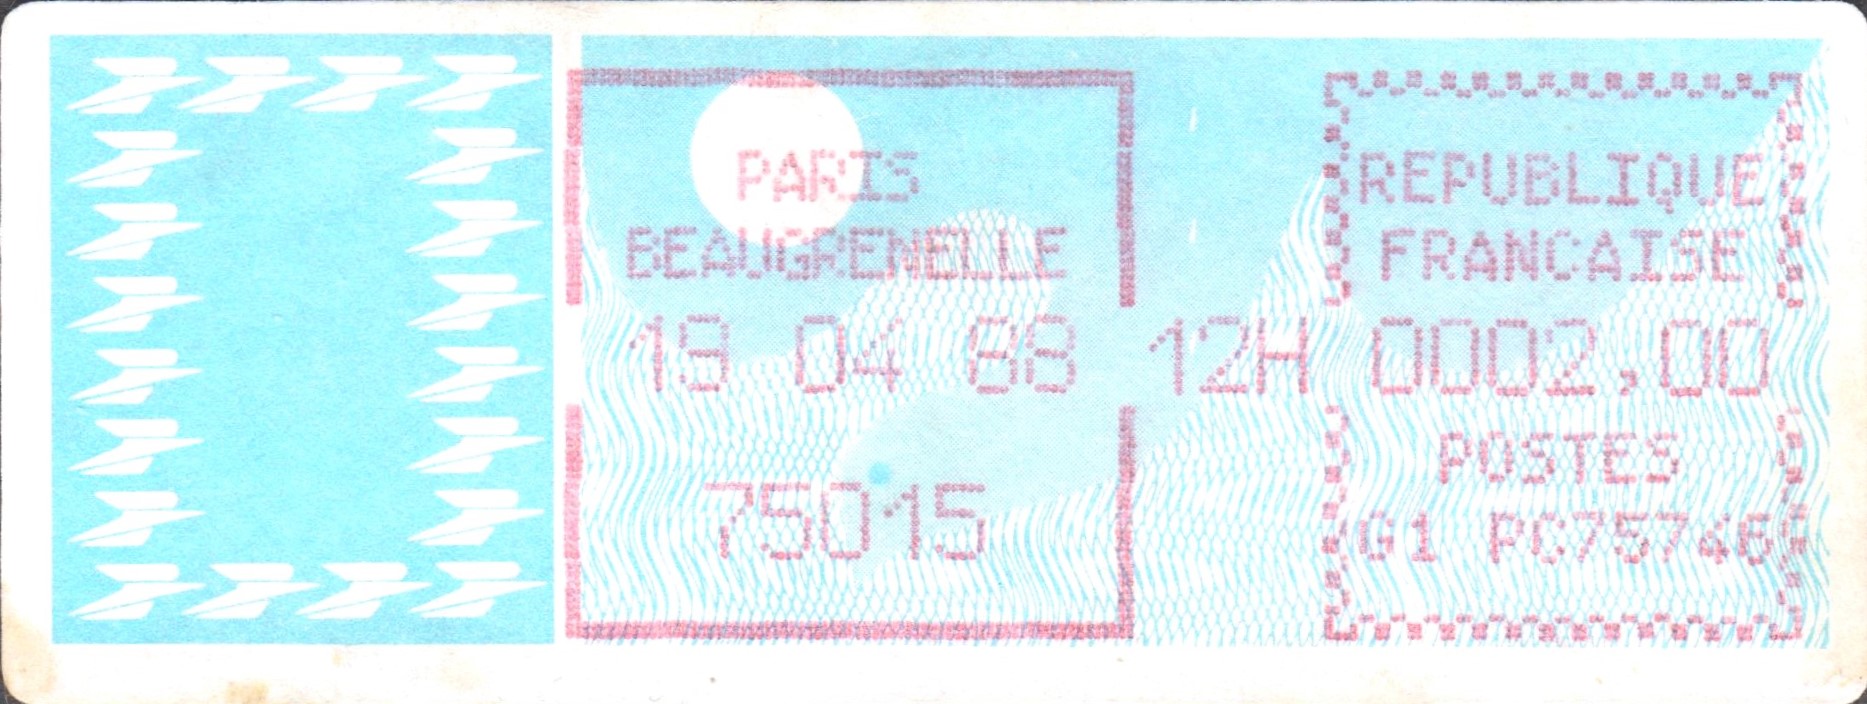 PARIS
BEAUGRENELLE
19 04 88 12H 0002,00
75015
REPUBLIQUE
FRANCAISE
POSTES
G1 PC75746